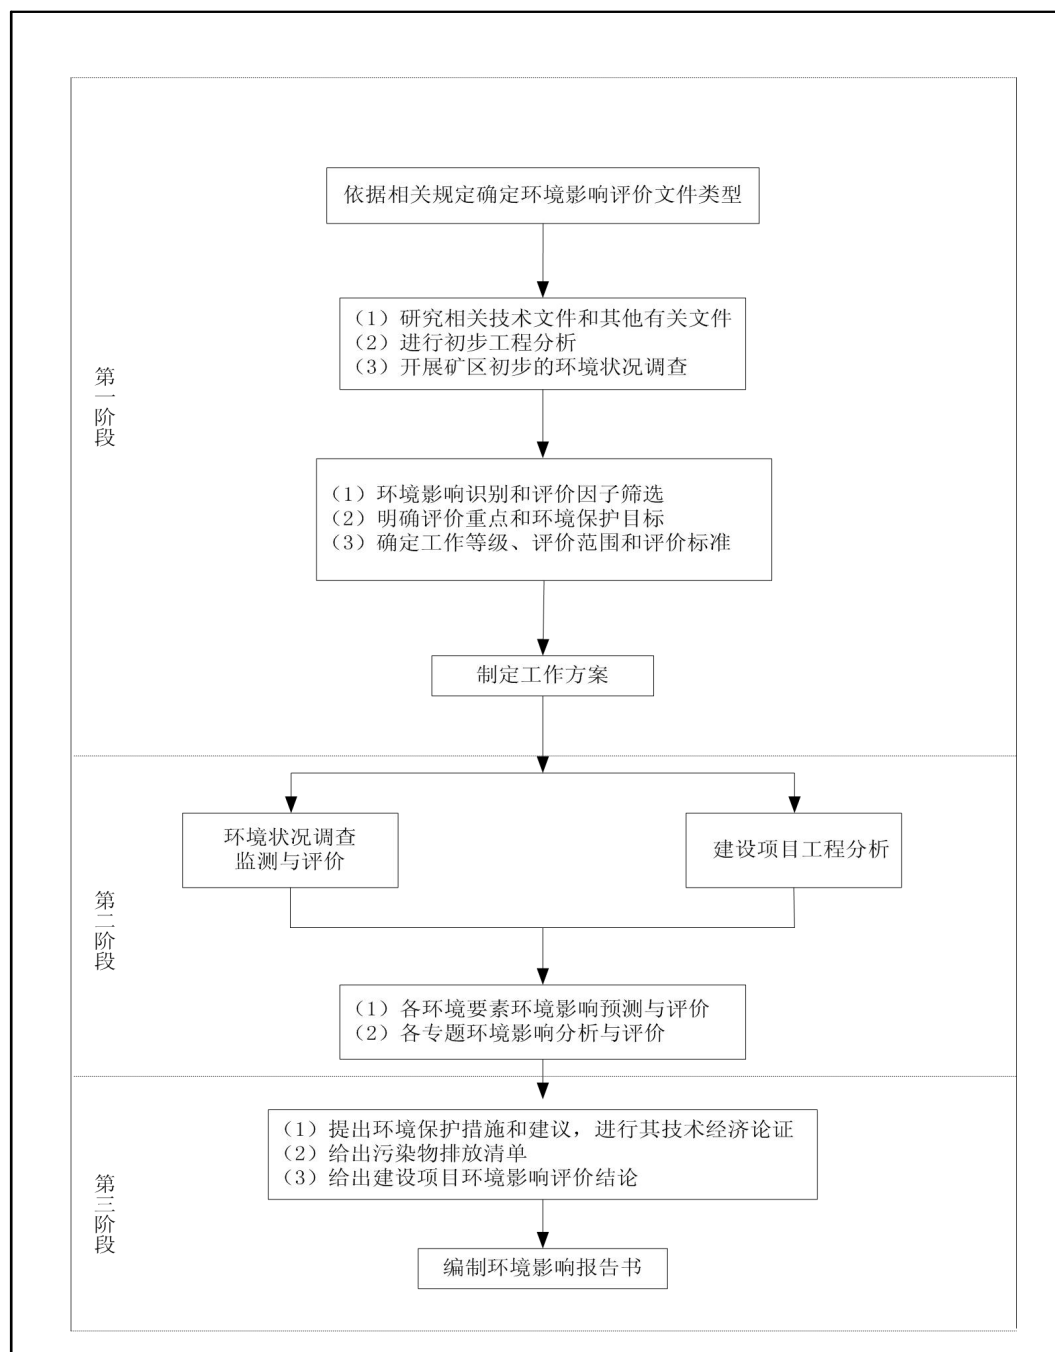 依据相关规定确定环境影响评价文件类型
（1）研究相关技术文件和其他有关文件
（2）进行初步工程分析
（3）开展矿区初步的环境状况调查
第一阶段
（1）环境影响识别和评价因子筛选
（2）明确评价重点和环境保护目标
（3）确定工作等级、评价范围和评价标准
制定工作方案
环境状况调查
监测与评价
建设项目工程分析
第二阶段
（1）各环境要素环境影响预测与评价
（2）各专题环境影响分析与评价
（1）提出环境保护措施和建议，进行其技术经济论证
（2）给出污染物排放清单
（3）给出建设项目环境影响评价结论
第三阶段
编制环境影响报告书